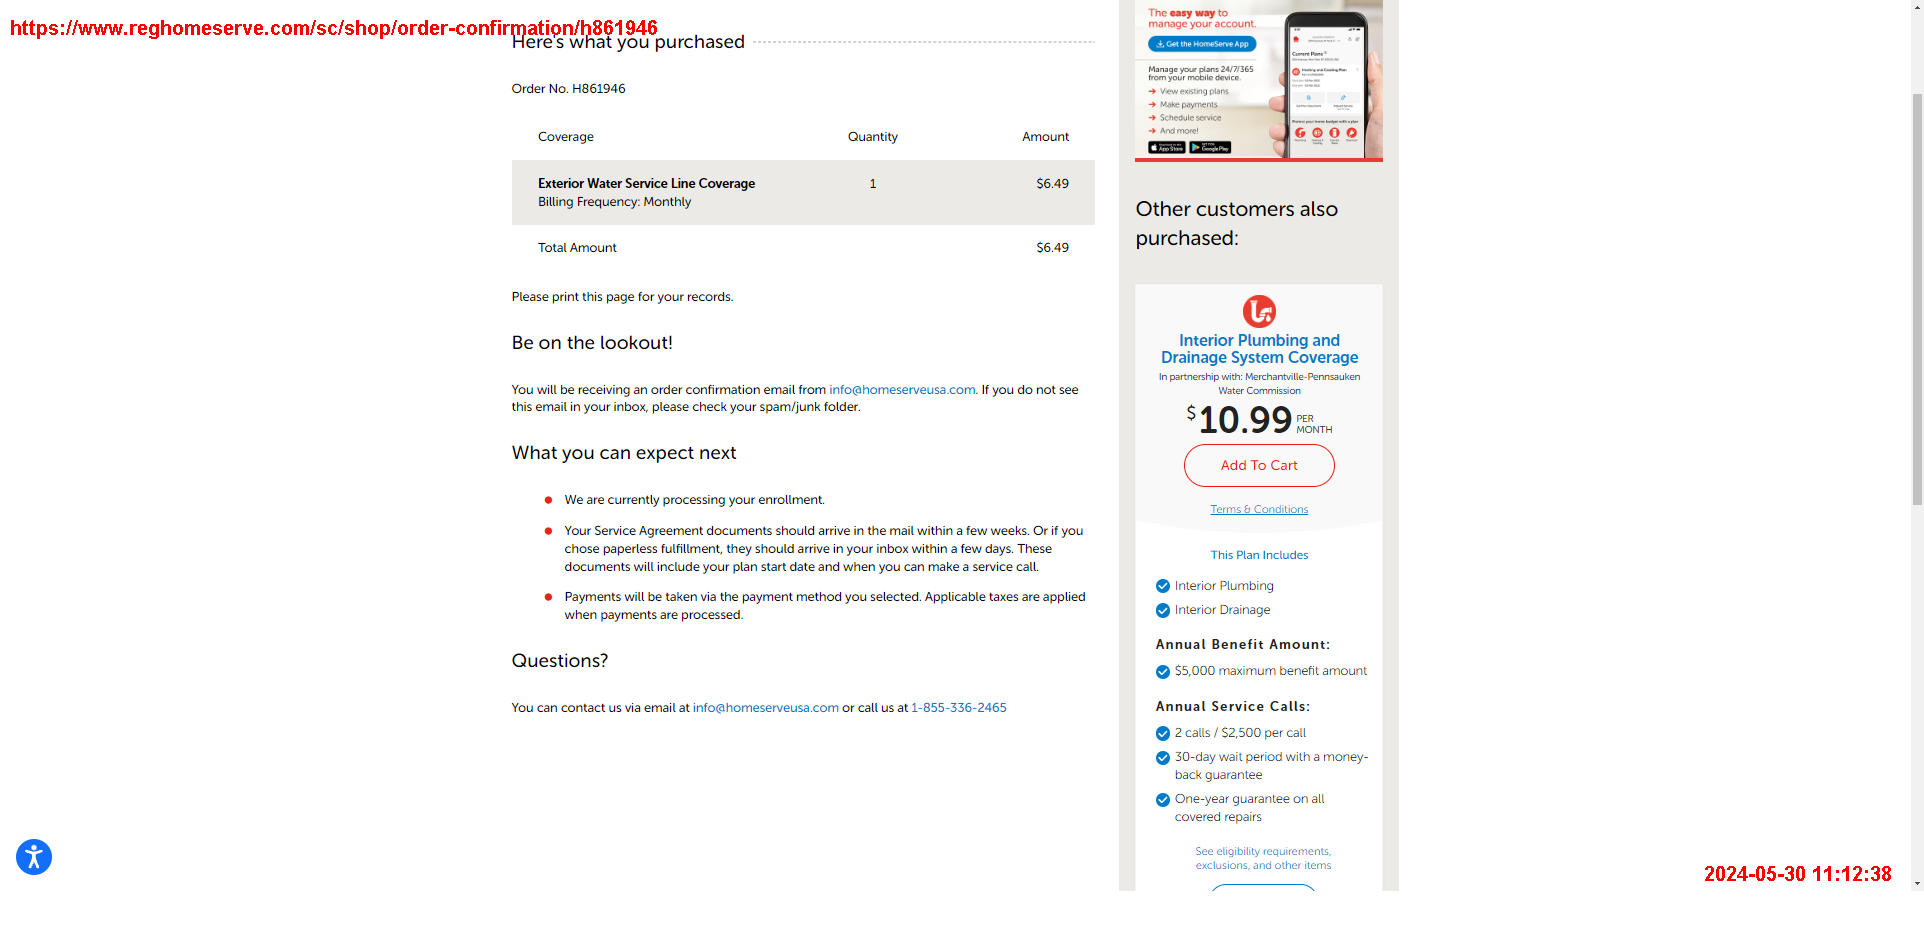 https://www.reghomeserve.com/sc/shop/order-confirmation/h861946
Here's what you purchased
Order No. H861946
Coverage Quantity Amount
Exterior Water Service Line Coverage 1 $6.49
Billing Frequency: Monthly
Total Amount $6.49
Please print this page for your records.
Be on the lookout!
You will be receiving an order confirmation email from info@homeserveusa.com. If you do not see
this email in your inbox, please check your spam/junk folder.
What you can expect next
We are currently processing your enrollment.
Your Service Agreement documents should arrive in the mail within a few weeks. Or if you
chose paperless fulfillment, they should arrive in your inbox within a few days. These
documents will include your plan start date and when you can make a service call.
Payments will be taken via the payment method you selected. Applicable taxes are applied
when payments are processed.
Questions?
You can contact us via email at info@homeserveusa.com or call us at 1-855-336-2465
The easy way to
manage your account.
Get the HomeServe App
Manage your plans 24/7/365
from your mobile device.
View existing plans
Make payments
Schedule service
And more!
App Store Google Play
Current Plans
Heating and Cooling Plan
Other customers also
purchased:
Interior Plumbing and
Drainage System Coverage
In partnership with: Merchantville-Pennsauken
Water Commission
$10.99 PER
MONTH
Add To Cart
Terms & Conditions
This Plan Includes
Interior Plumbing
Interior Drainage
Annual Benefit Amount:
$5,000 maximum benefit amount
Annual Service Calls:
2 calls / $2,500 per call
30-day wait period with a money-
back guarantee
One-year guarantee on all
covered repairs
See eligibility requirements,
exclusions, and other items
2024-05-30 11:12:38